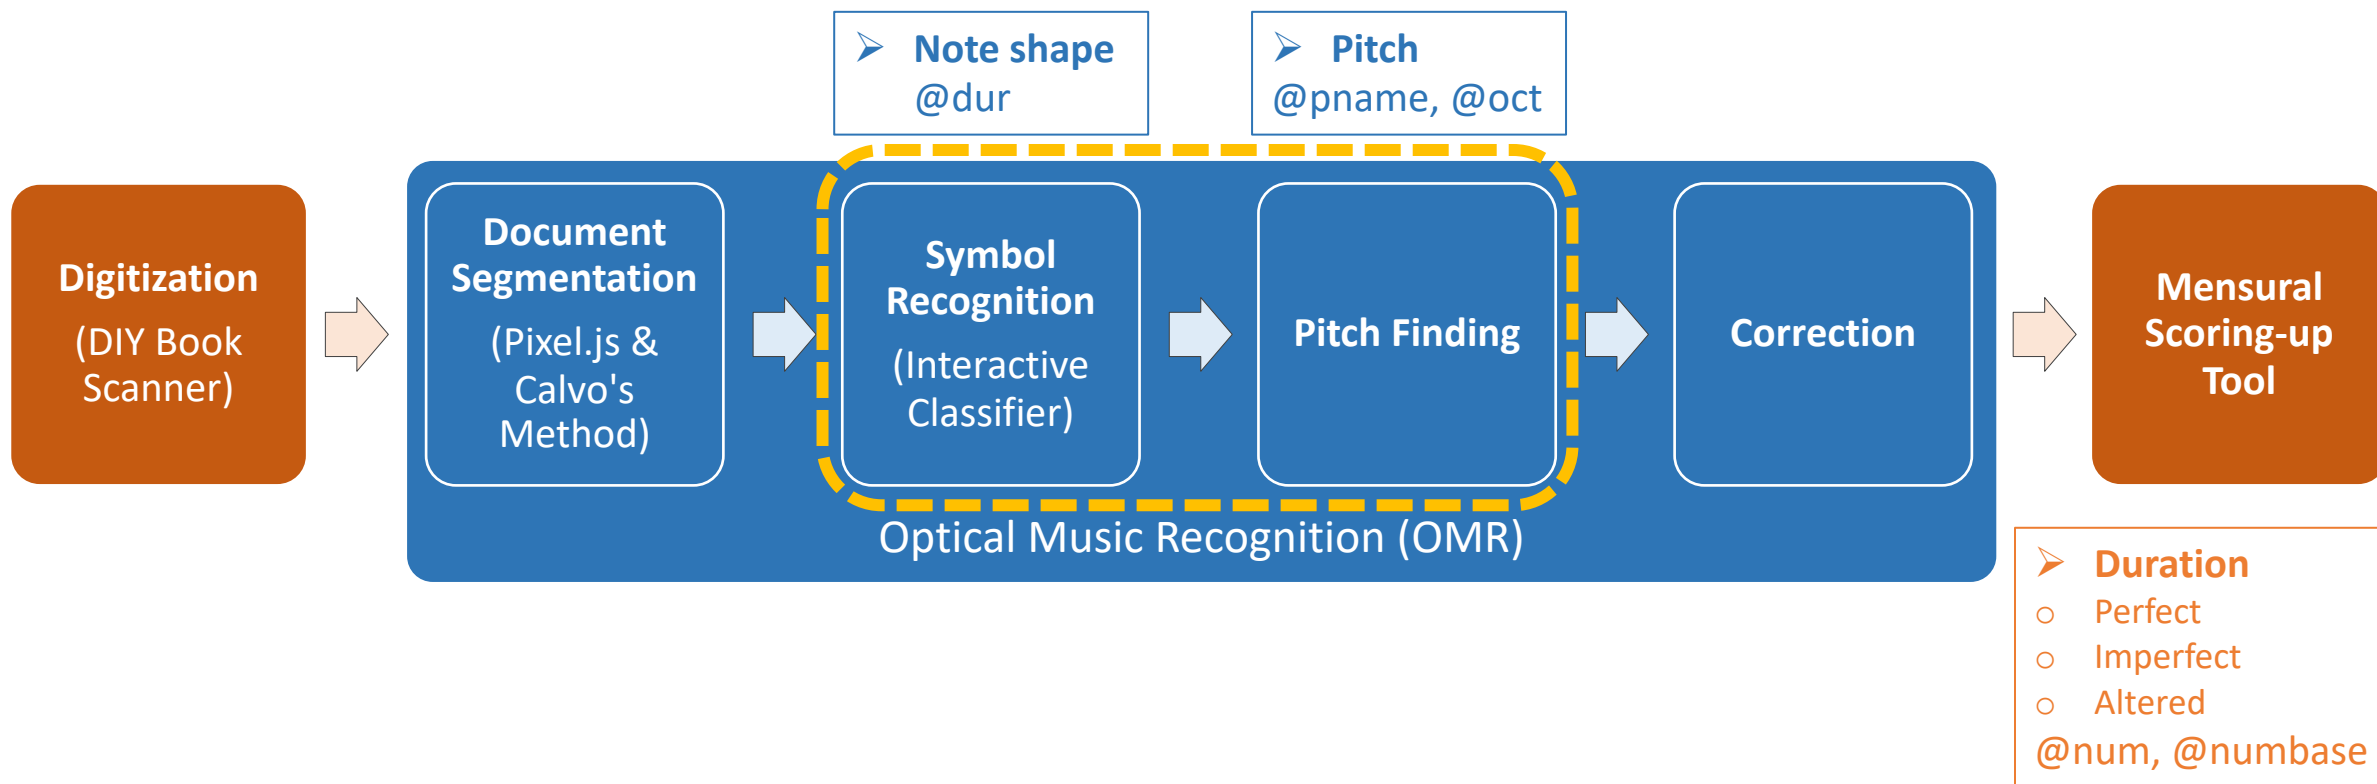 ➢ Note shape
@dur
➢ Pitch
@pname, @oct
Digitization
(DIY Book
Scanner)
Document
Segmentation
(Pixel.js &
Calvo's
Method)
Symbol
Recognition
(Interactive
Classifier)
Pitch Finding
Correction
Optical Music Recognition (OMR)
Mensural
Scoring-up
Tool
➢ Duration
o Perfect
o Imperfect
o Altered
@num, @numbase